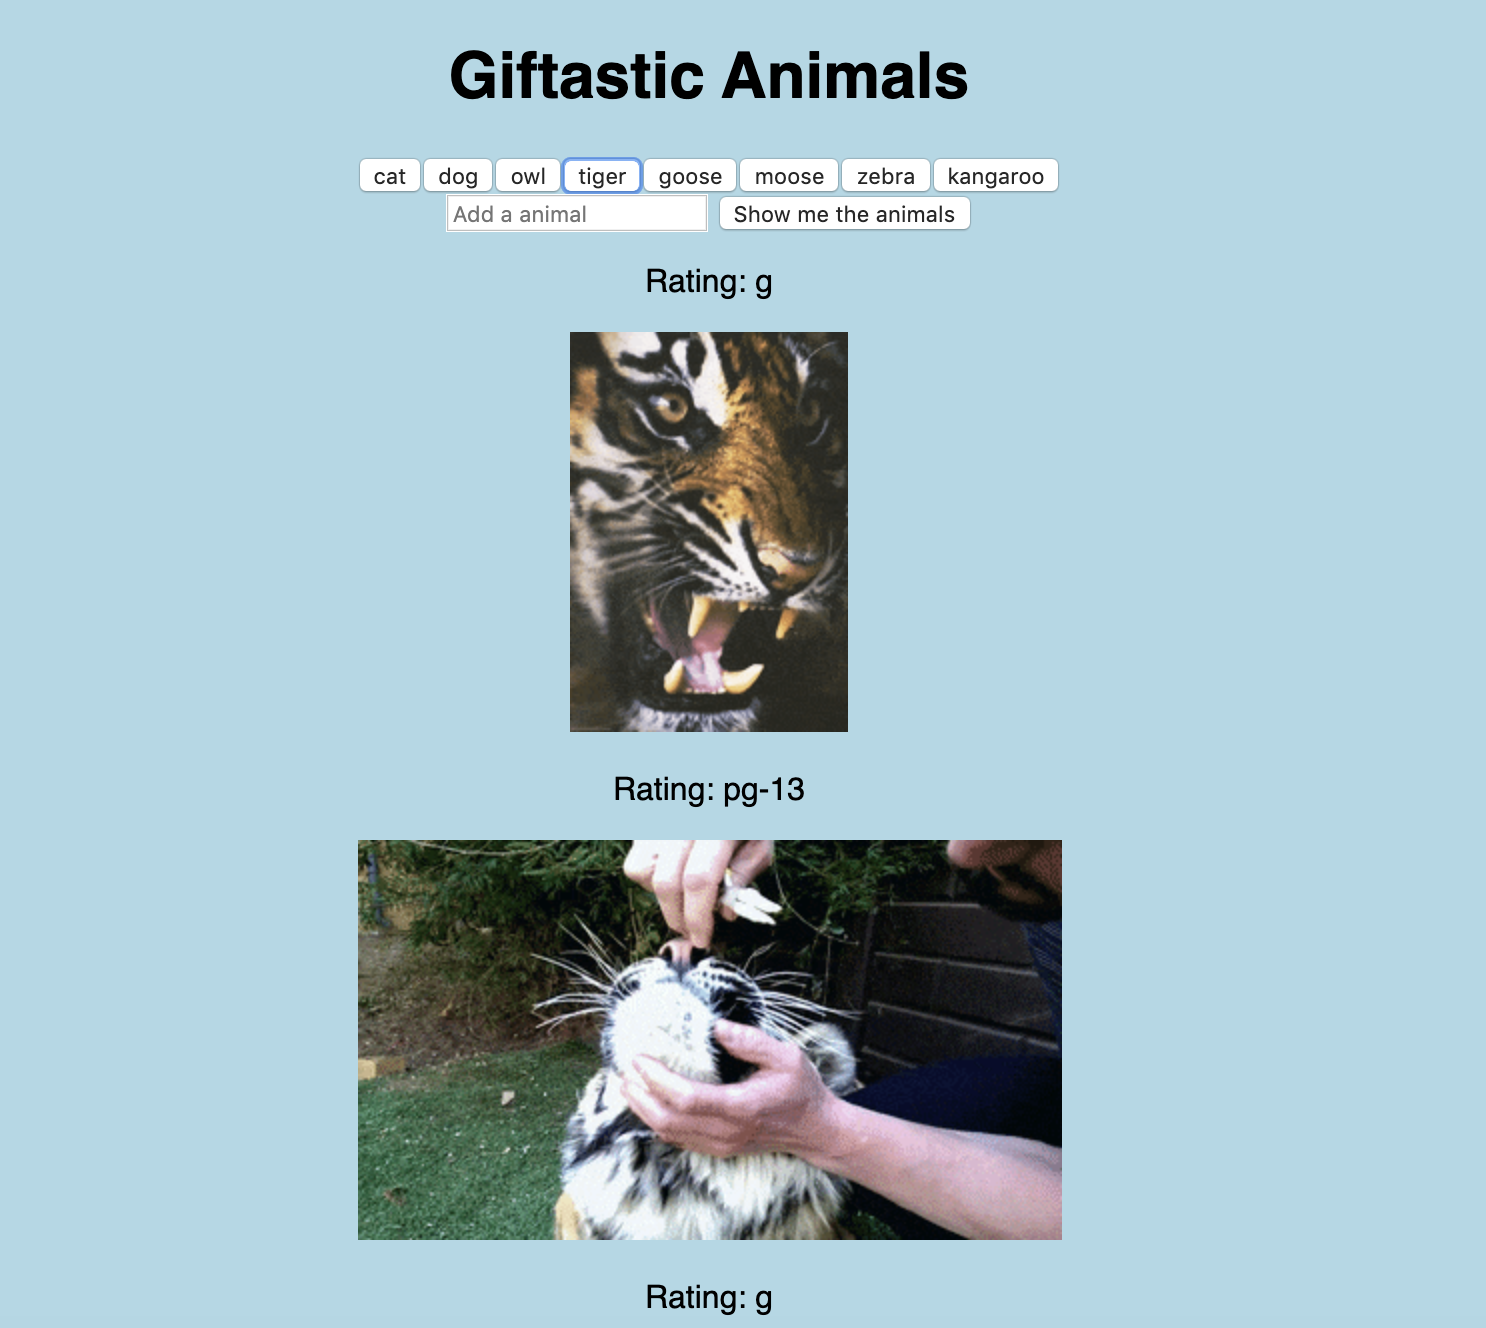 Giftastic Animals
cat dog owl tiger goose moose zebra kangaroo
Add a animal Show me the animals
Rating: g
Rating: pg-13
Rating: g